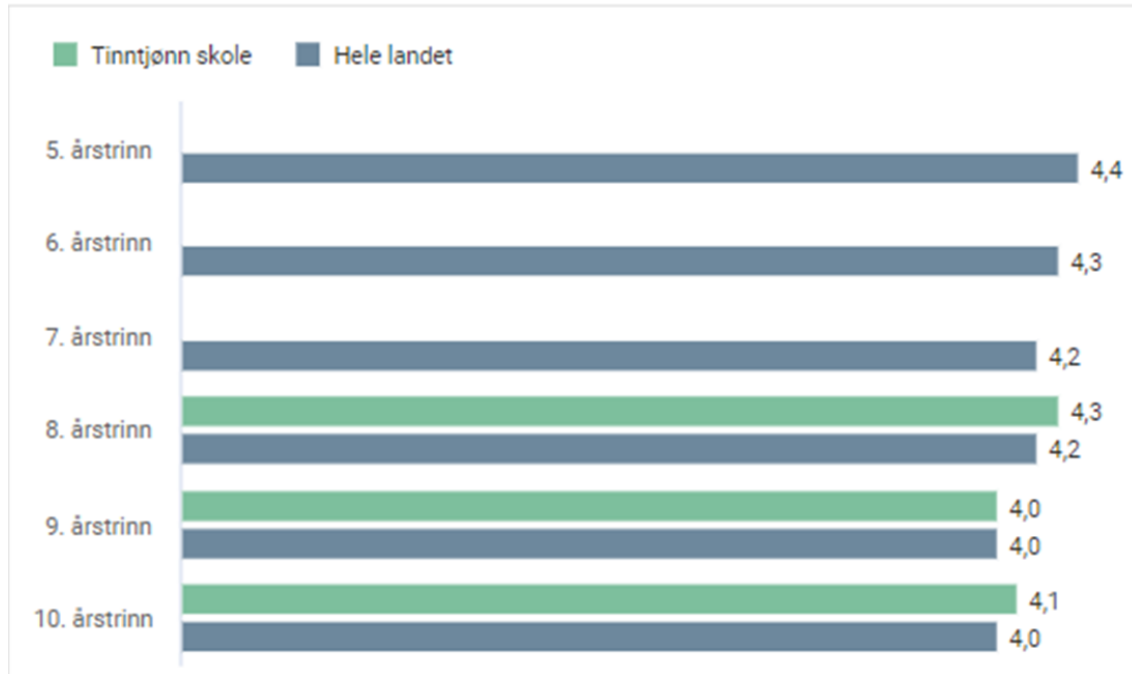 Tinntjønn skole Hele landet
5. årstrinn
4,4
6. årstrinn
4,3
7. årstrinn
4,2
8. årstrinn
4,3
4,2
9. årstrinn
4,0
4,0
10. årstrinn
4,1
4,0